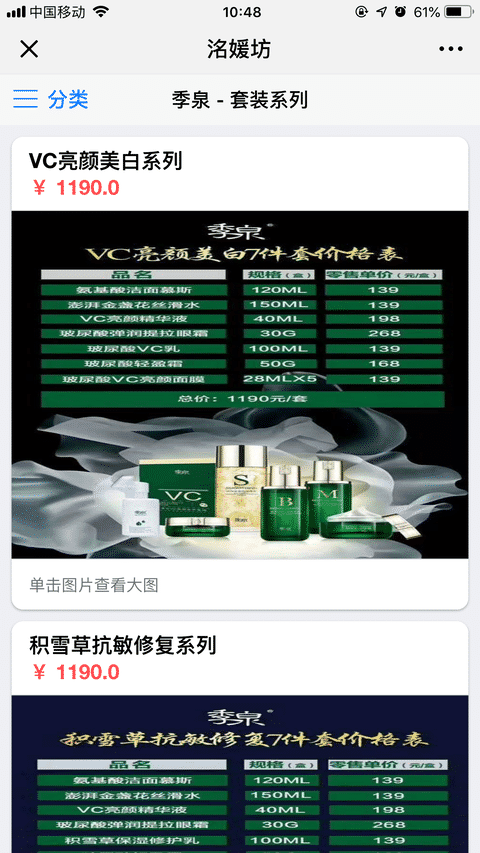 中国移动 10:48 61%
洺媛坊
分类 季泉 - 套装系列
VC亮颜美白系列
￥ 1190.0
季泉®
VC亮颜美白7件套价格表
品名 规格(盒) 零售单价(元/盒)
氨基酸洁面慕斯 120ML 139
澎湃金盏花丝滑水 150ML 139
VC亮颜精华液 40ML 198
玻尿酸弹润提拉眼霜 30G 268
玻尿酸VC乳 100ML 139
玻尿酸轻盈霜 50G 168
玻尿酸VC亮颜面膜 28MLX5 139
总价：1190元/套
季泉
VC
S
B
M
单击图片查看大图
积雪草抗敏修复系列
￥ 1190.0
季泉®
积雪草抗敏修复7件套价格表
品名 规格(盒) 零售单价(元/盒)
氨基酸洁面慕斯 120ML 139
澎湃金盏花丝滑水 150ML 139
VC亮颜精华液 40ML 198
玻尿酸弹润提拉眼霜 30G 268
积雪草保湿修护乳 100ML 139